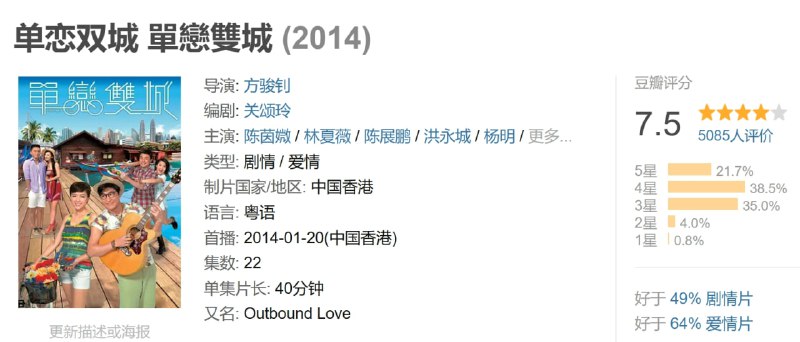 单恋双城 單戀雙城 (2014)
單戀雙城
导演: 方骏钊
编剧: 关颂玲
主演: 陈茵媺 / 林夏薇 / 陈展鹏 / 洪永城 / 杨明 / 更多...
类型: 剧情 / 爱情
制片国家/地区: 中国香港
语言: 粤语
首播: 2014-01-20(中国香港)
集数: 22
单集片长: 40分钟
又名: Outbound Love
更新描述或海报
豆瓣评分
7.5
5085人评价
5星 21.7%
4星 38.5%
3星 35.0%
2星 4.0%
1星 0.8%
好于 49% 剧情片
好于 64% 爱情片